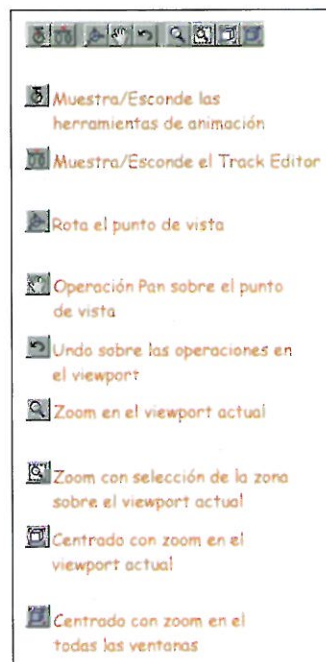 Muestra/Esconde las
herramientas de animación
Muestra/Esconde el Track Editor
Rota el punto de vista
Operación Pan sobre el punto
de vista
Undo sobre las operaciones en
el viewport
Zoom en el viewport actual
Zoom con selección de la zona
sobre el viewport actual
Centrado con zoom en el
viewport actual
Centrado con zoom en el
todas las ventanas